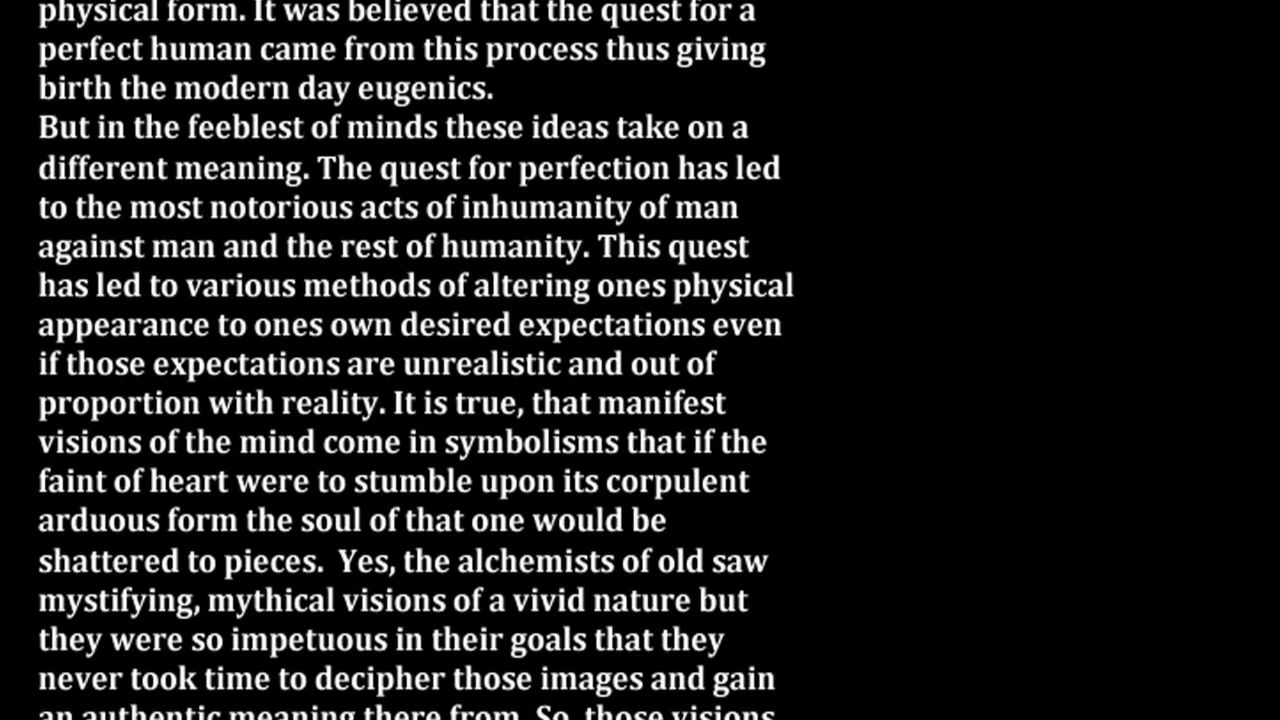 physical form. It was believed that the quest for a
perfect human came from this process thus giving
birth the modern day eugenics.
But in the feeblest of minds these ideas take on a
different meaning. The quest for perfection has led
to the most notorious acts of inhumanity of man
against man and the rest of humanity. This quest
has led to various methods of altering ones physical
appearance to ones own desired expectations even
if those expectations are unrealistic and out of
proportion with reality. It is true, that manifest
visions of the mind come in symbolisms that if the
faint of heart were to stumble upon its corpulent
arduous form the soul of that one would be
shattered to pieces.  Yes, the alchemists of old saw
mystifying, mythical visions of a vivid nature but
they were so impetuous in their goals that they
never took time to decipher those images and gain
an authentic meaning there from. So, those visions